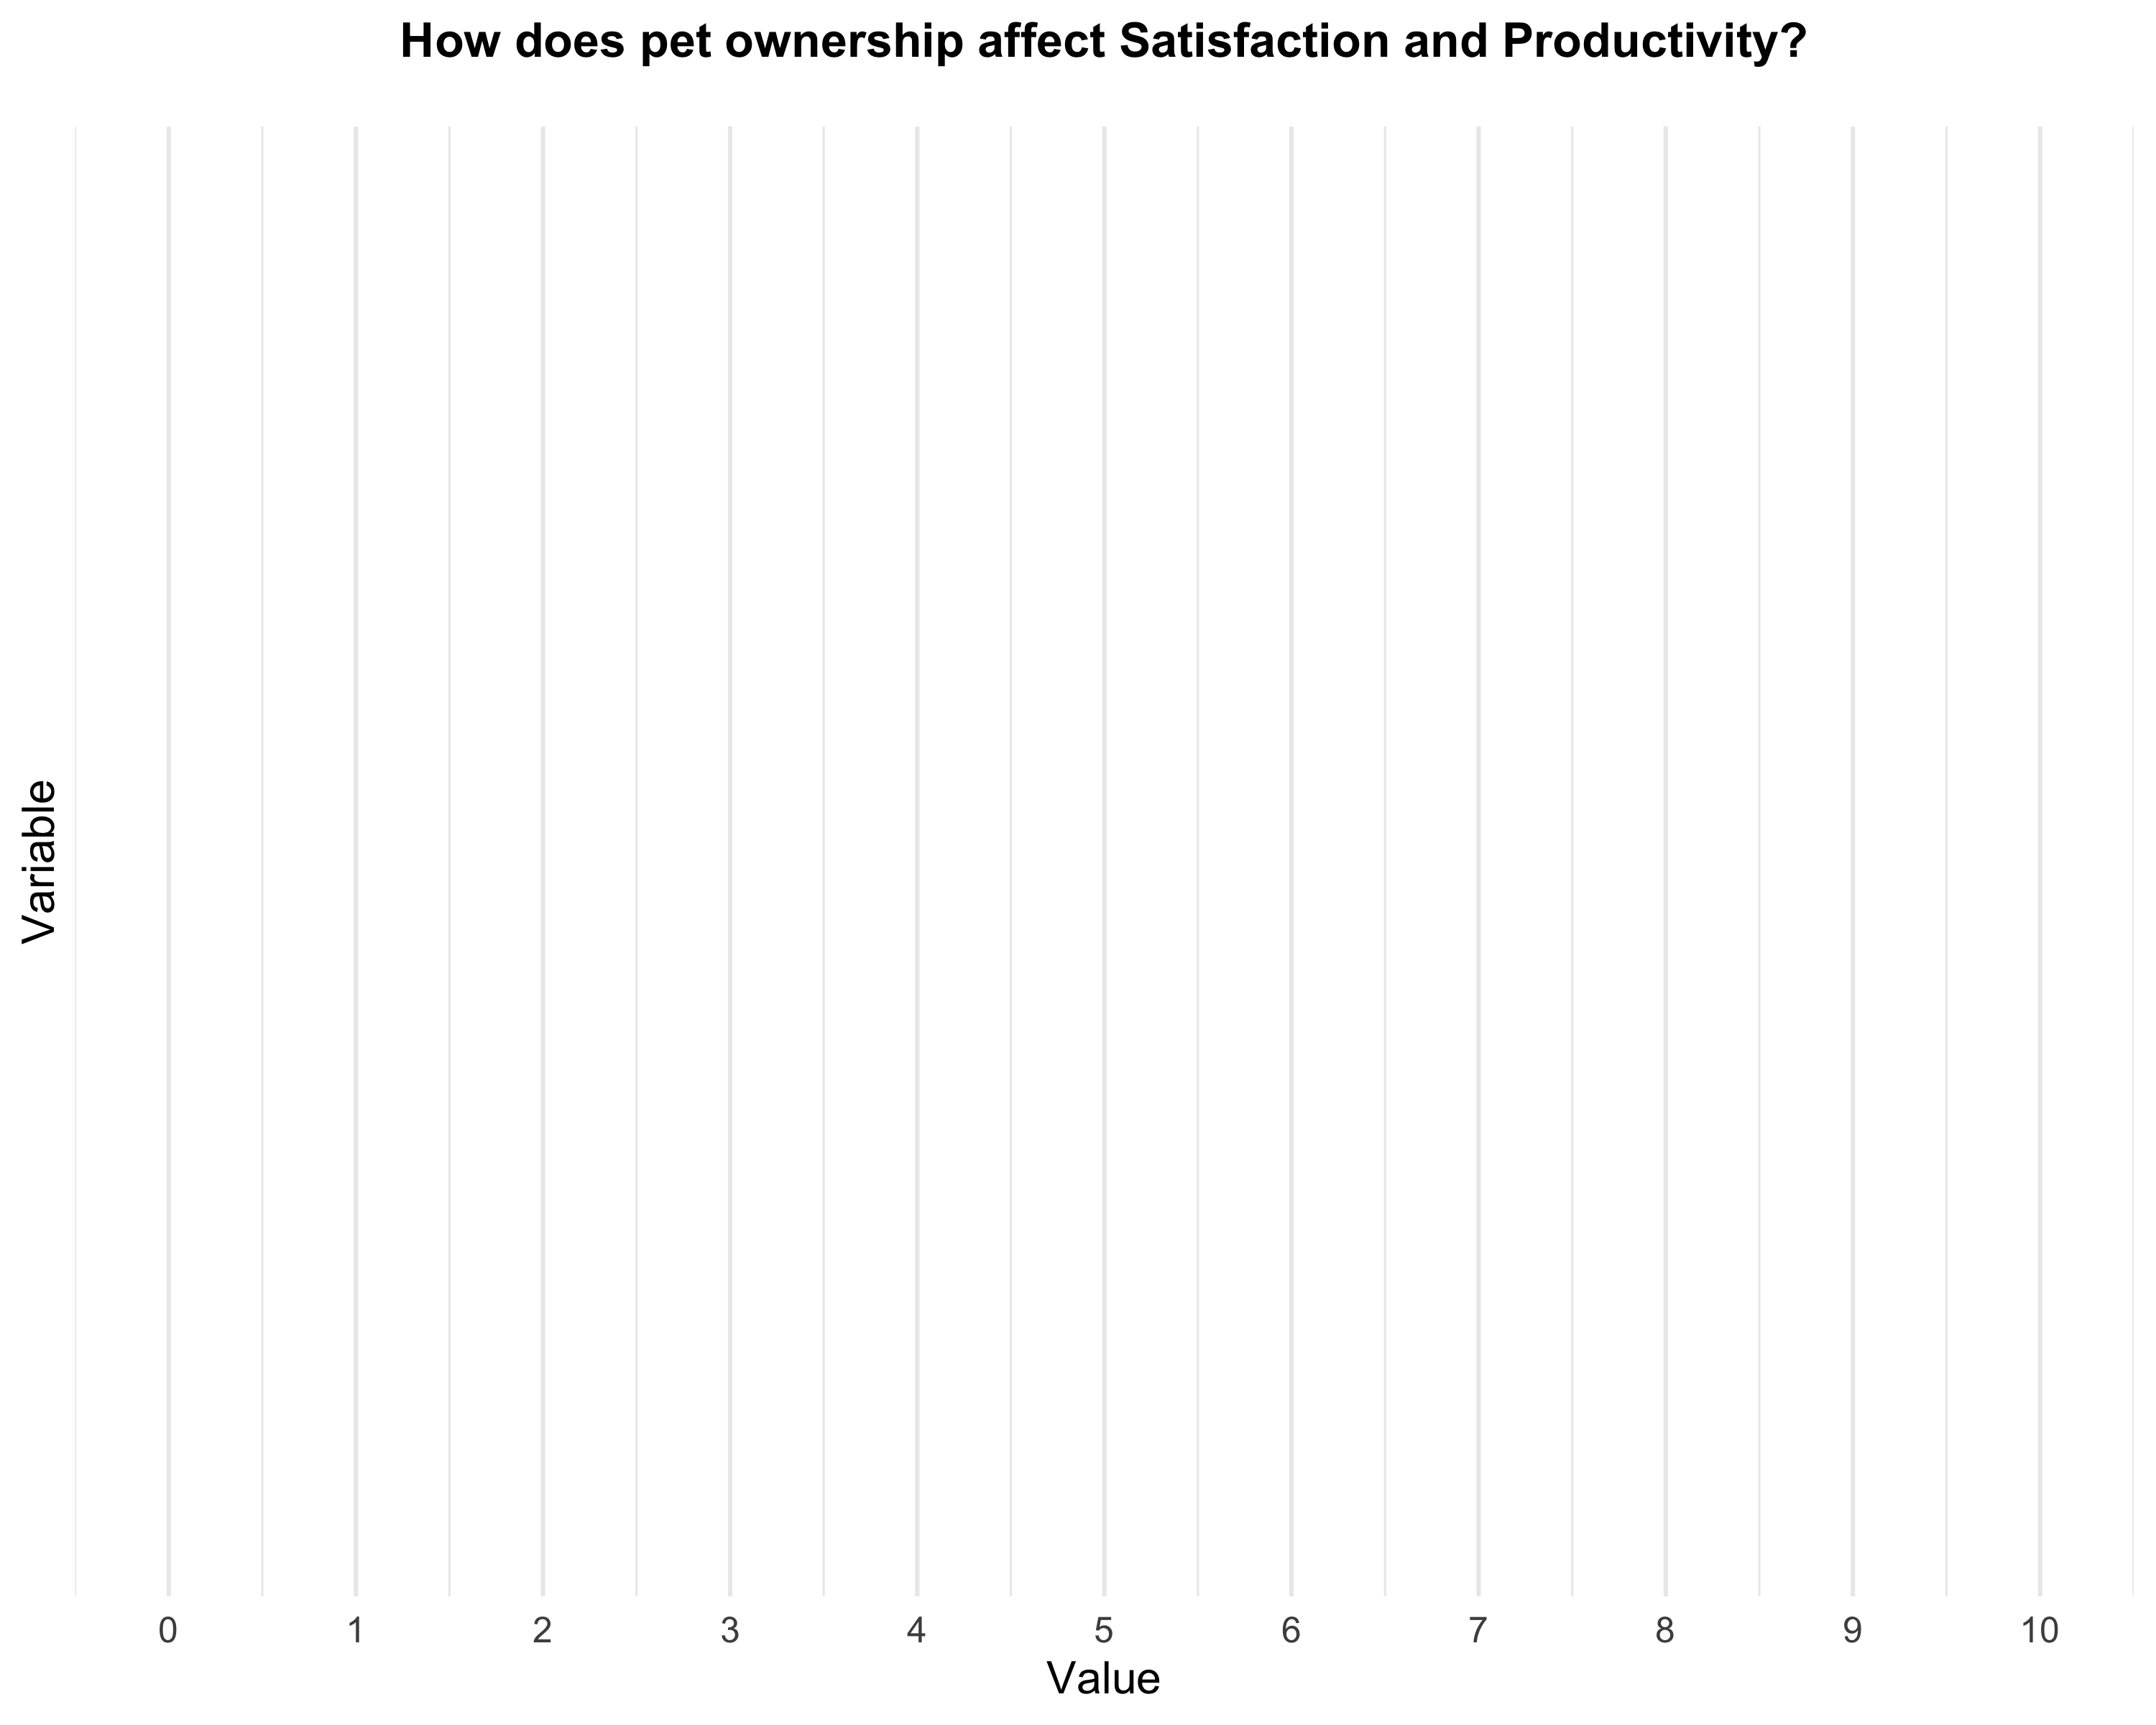 How does pet ownership affect Satisfaction and Productivity?
Variable
0 1 2 3 4 5 6 7 8 9 10
Value